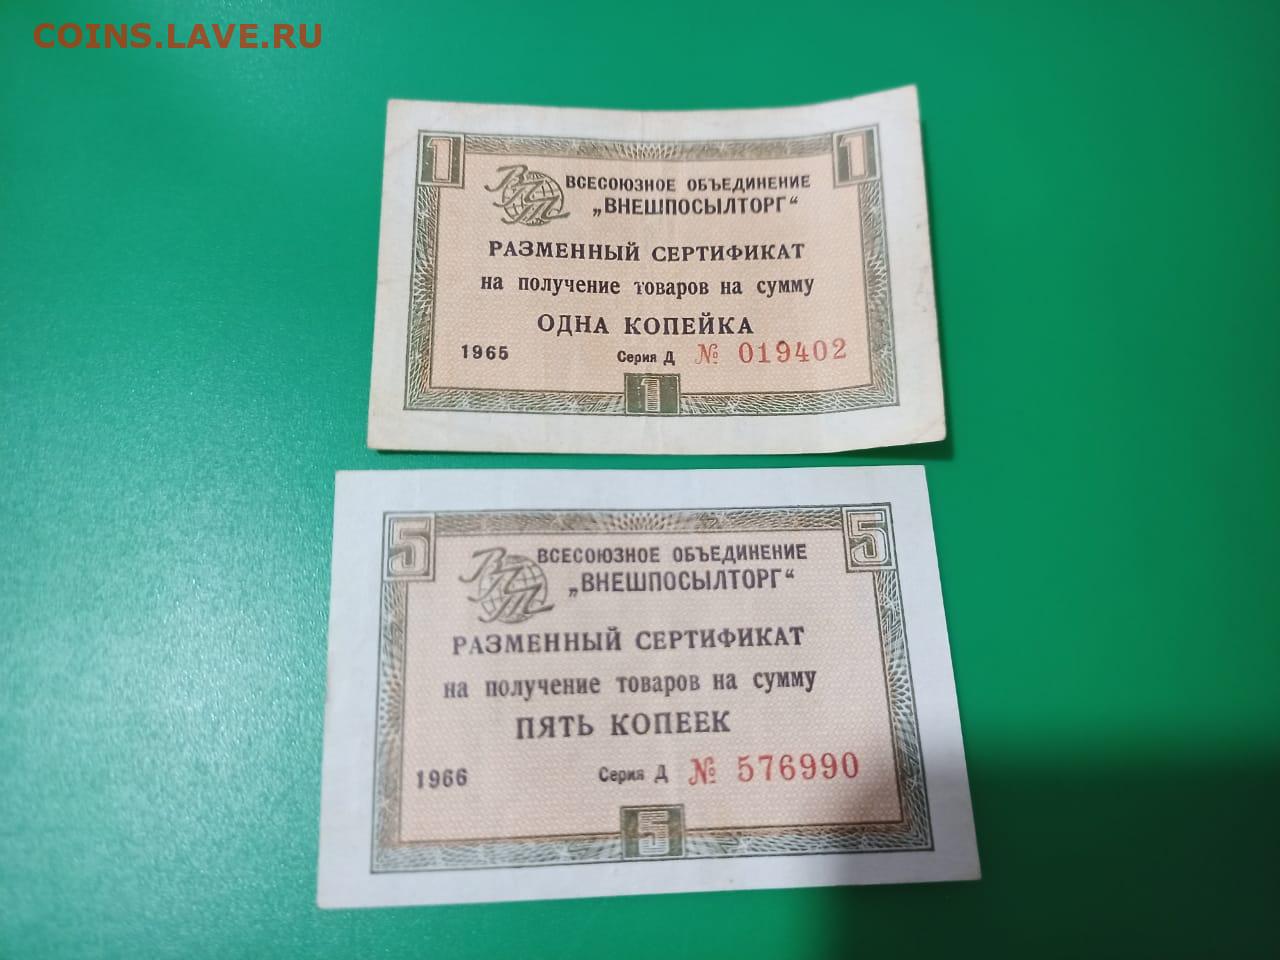 COINS.LAVE.RU
1 1
ВПТ ВСЕСОЮЗНОЕ ОБЪЕДИНЕНИЕ
„ВНЕШПОСЫЛТОРГ“
РАЗМЕННЫЙ СЕРТИФИКАТ
на получение товаров на сумму
ОДНА КОПЕЙКА
1965 Серия Д № 019402
1
5 5
ВПТ ВСЕСОЮЗНОЕ ОБЪЕДИНЕНИЕ
„ВНЕШПОСЫЛТОРГ“
РАЗМЕННЫЙ СЕРТИФИКАТ
на получение товаров на сумму
ПЯТЬ КОПЕЕК
1966 Серия Д № 576990
5